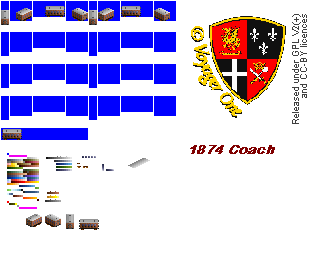 © Voyager One
Released under GPL v2(+)
and CC-BY licences
1874 Coach